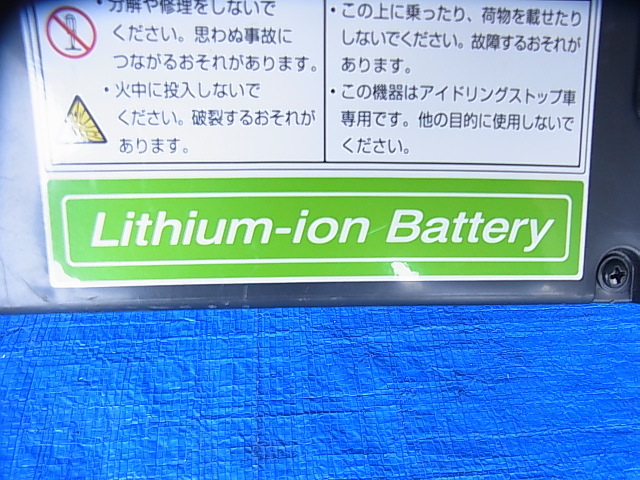 ・分解や修理をしないで
ください。思わぬ事故に
つながるおそれがあります。
・火中に投入しないで
ください。破裂するおそれが
あります。
・この上に乗ったり、荷物を載せたり
しないでください。故障するおそれが
あります。
・この機器はアイドリングストップ車
専用です。他の目的に使用しないで
ください。
Lithium-ion Battery